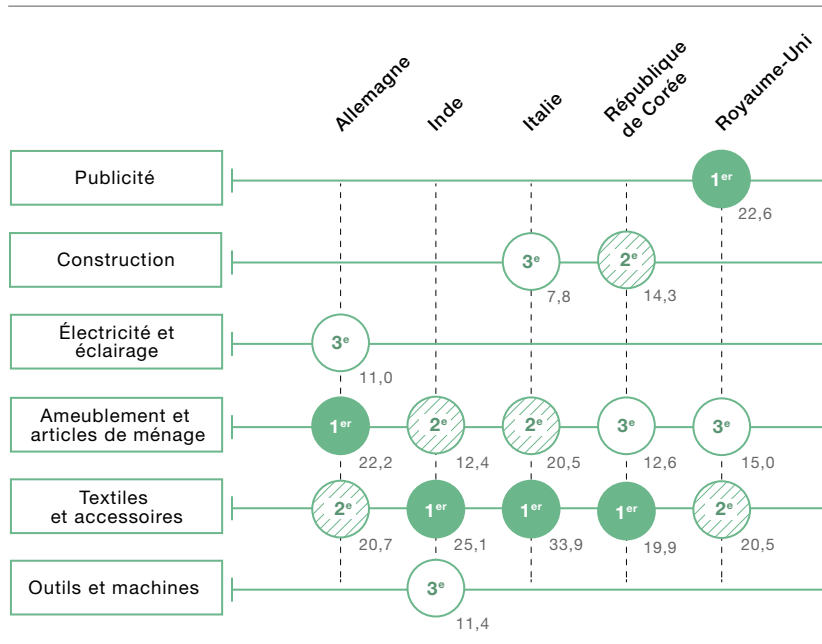 Allemagne
Inde
Italie
République
de Corée
Royaume-Uni
Publicité
1er
22,6
Construction
3e
2e
7,8
14,3
Électricité et
éclairage
3e
11,0
Ameublement et
articles de ménage
1er
2e
2e
3e
3e
22,2
12,4
20,5
12,6
15,0
Textiles
et accessoires
2e
1er
1er
1er
2e
20,7
25,1
33,9
19,9
20,5
Outils et machines
3e
11,4